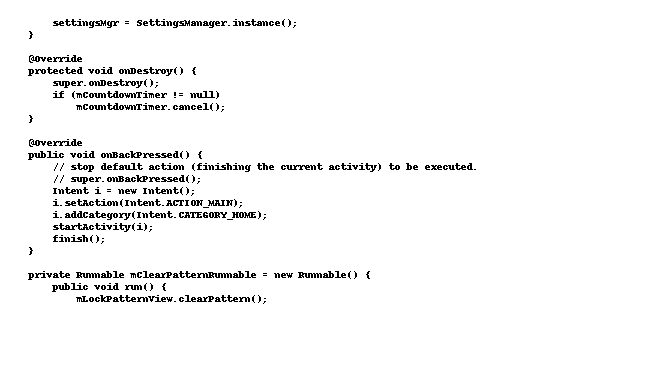 settingsMgr = SettingsManager.instance();
}
@Override
protected void onDestroy() {
super.onDestroy();
if (mCountdownTimer != null)
mCountdownTimer.cancel();
}
@Override
public void onBackPressed() {
// stop default action (finishing the current activity) to be executed.
// super.onBackPressed();
Intent i = new Intent();
i.setAction(Intent.ACTION_MAIN);
i.addCategory(Intent.CATEGORY_HOME);
startActivity(i);
finish();
}
private Runnable mClearPatternRunnable = new Runnable() {
public void run() {
mLockPatternView.clearPattern();